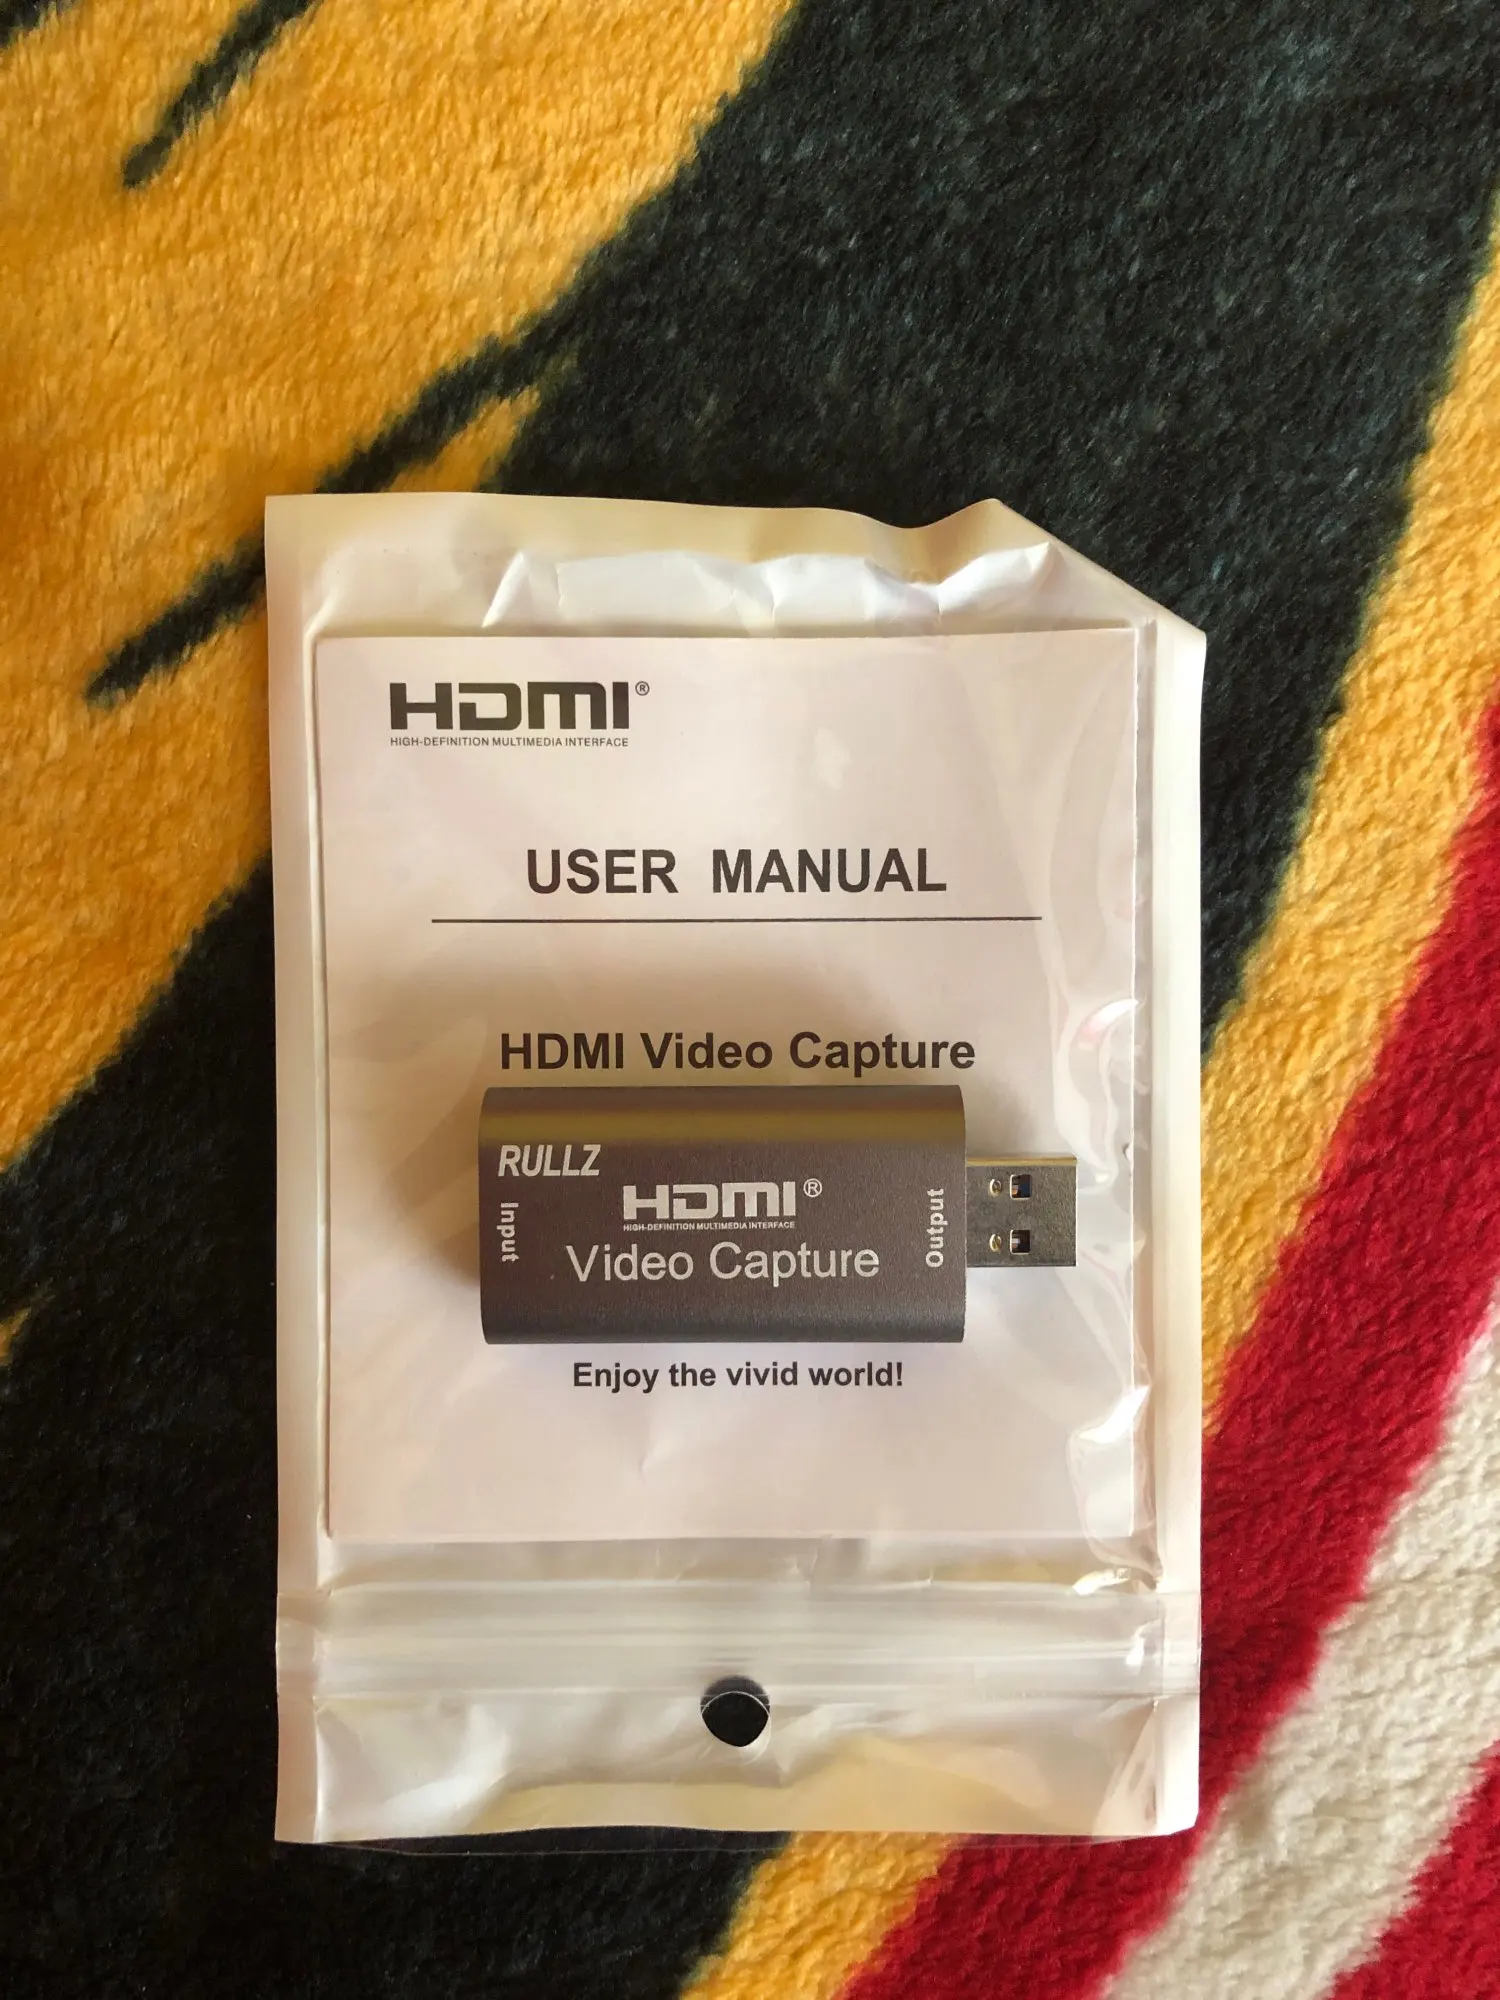 HDMI®
HIGH-DEFINITION MULTIMEDIA INTERFACE
USER MANUAL
HDMI Video Capture
RULLZ
Input
HDMI®
HIGH-DEFINITION MULTIMEDIA INTERFACE
Video Capture
Output
Enjoy the vivid world!